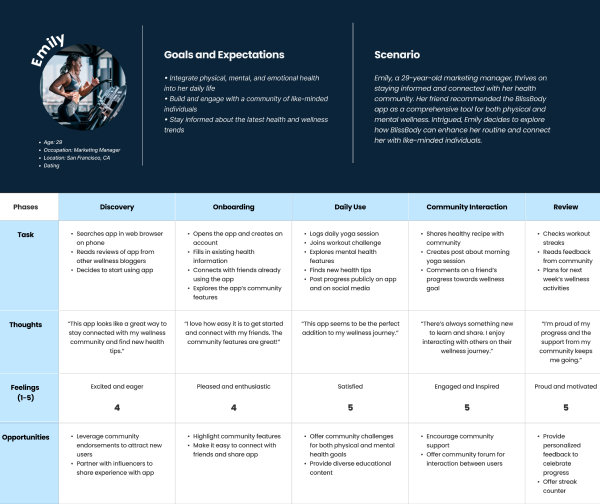 Emily
• Age: 29
• Occupation: Marketing Manager
• Location: San Francisco, CA
• Dating
Goals and Expectations
• Integrate physical, mental, and emotional health
into her daily life
• Build and engage with a community of like-minded
individuals
• Stay informed about the latest health and wellness
trends
Scenario
Emily, a 29-year-old marketing manager, thrives on
staying informed and connected with her health
community. Her friend recommended the BlissBody
app as a comprehensive tool for both physical and
mental wellness. Intrigued, Emily decides to explore
how BlissBody can enhance her routine and connect
her with like-minded individuals.
Phases
Discovery
Onboarding
Daily Use
Community Interaction
Review
Task
• Searches app in web browser
on phone
• Reads reviews of app from
other wellness bloggers
• Decides to start using app
• Opens the app and creates an
account
• Fills in existing health
information
• Connects with friends already
using the app
• Explores the app's community
features
• Logs daily yoga session
• Joins workout challenge
• Explores mental health
features
• Finds new health tips
• Post progress publicly on app
and on social media
• Shares healthy recipe with
community
• Creates post about morning
yoga session
• Comments on a friend's
progress towards wellness
goal
• Checks workout
streaks
• Reads feedback
from community
• Plans for next
week's wellness
activities
Thoughts
"This app looks like a great way to
stay connected with my wellness
community and find new health
tips."
"I love how easy it is to get started
and connect with my friends. The
community features are great!"
"This app seems to be the perfect
addition to my wellness journey."
"There's always something new
to learn and share. I enjoy
interacting with others on their
wellness journey."
"I'm proud of my
progress and the
support from my
community keeps
me going."
Feelings
(1-5)
Excited and eager
4
Pleased and enthusiastic
4
Satisfied
5
Engaged and Inspired
5
Proud and motivated
5
Opportunities
• Leverage community
endorsements to attract new
users
• Partner with influencers to
share experience with app
• Highlight community features
• Make it easy to connect with
friends and share app
• Offer community challenges
for both physical and mental
health goals
• Provide diverse educational
content
• Encourage community
support
• Offer community forum for
interaction between users
• Provide
personalized
feedback to
celebrate
progress
• Offer streak
counter